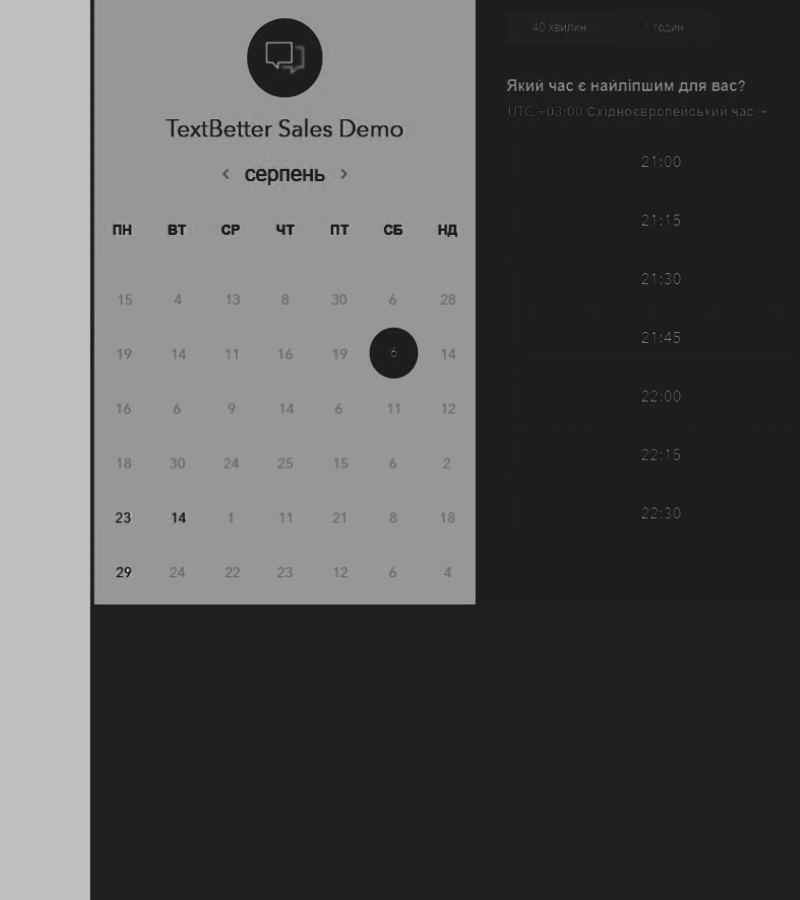 TextBetter Sales Demo
‹ серпень ›
ПН ВТ СР ЧТ ПТ СБ НД
15 4 13 8 30 6 28
19 14 11 16 19 6 14
16 6 9 14 6 11 12
18 30 24 25 15 6 2
23 14 1 11 21 8 18
29 24 22 23 12 6 4
40 хвилин 1 годин
Який час є найліпшим для вас?
UTC +03:00 Східноєвропейський час
21:00
21:15
21:30
21:45
22:00
22:15
22:30